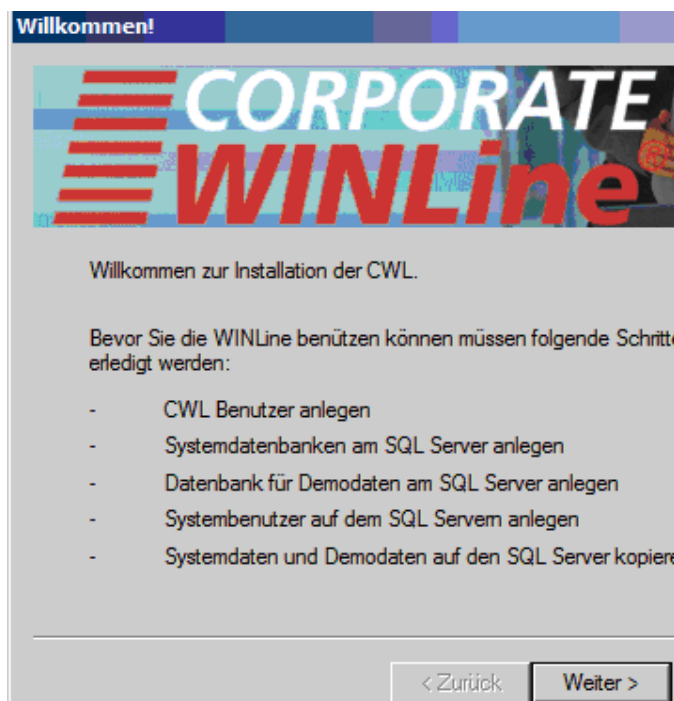 Willkommen!
CORPORATE
WINLine
Willkommen zur Installation der CWL.
Bevor Sie die WINLine benützen können müssen folgende Schritte
erledigt werden:
- CWL Benutzer anlegen
- Systemdatenbanken am SQL Server anlegen
- Datenbank für Demodaten am SQL Server anlegen
- Systembenutzer auf dem SQL Servern anlegen
- Systemdaten und Demodaten auf den SQL Server kopiere
< Zurück
Weiter >